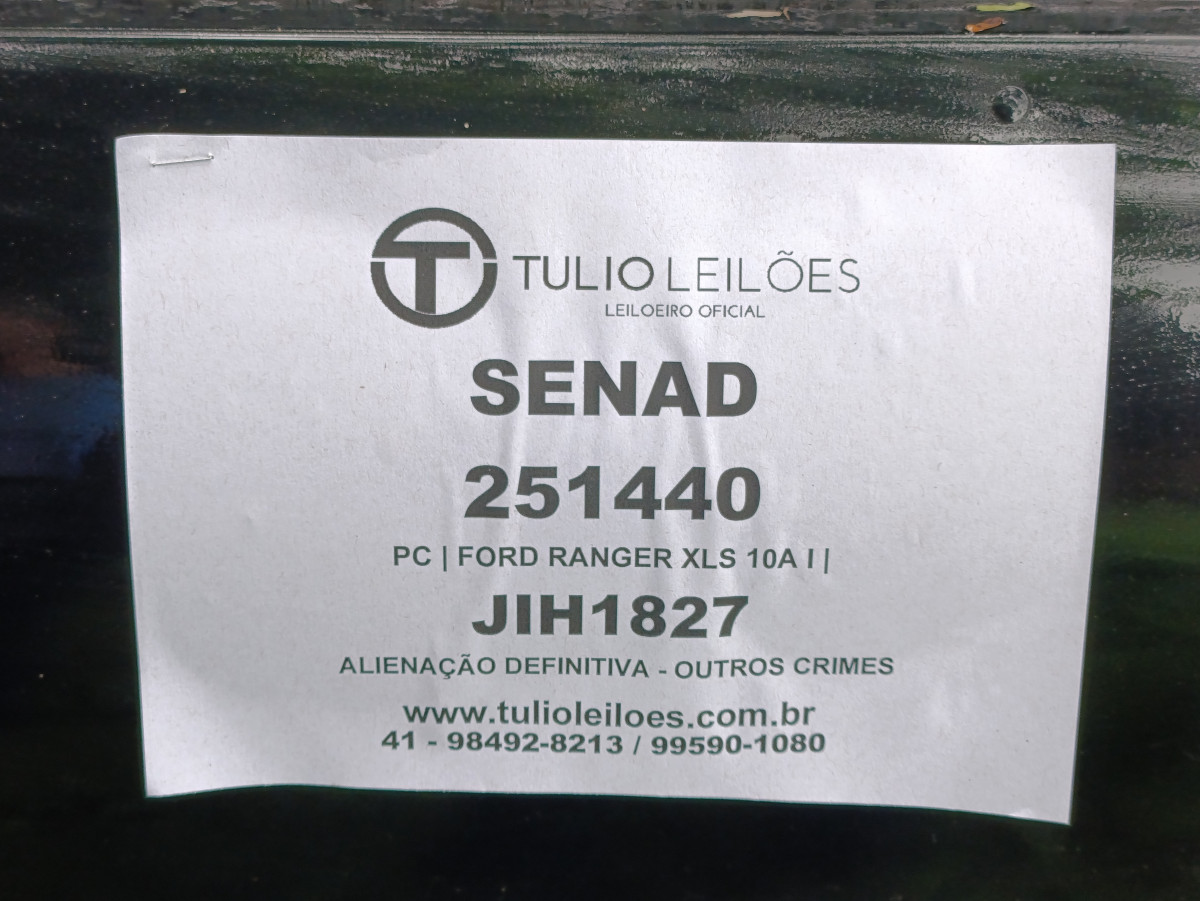 T TULIO LEILÕES
LEILOEIRO OFICIAL
SENAD
251440
PC | FORD RANGER XLS 10A I |
JIH1827
ALIENAÇÃO DEFINITIVA - OUTROS CRIMES
www.tulioleiloes.com.br
41 - 98492-8213 / 99590-1080